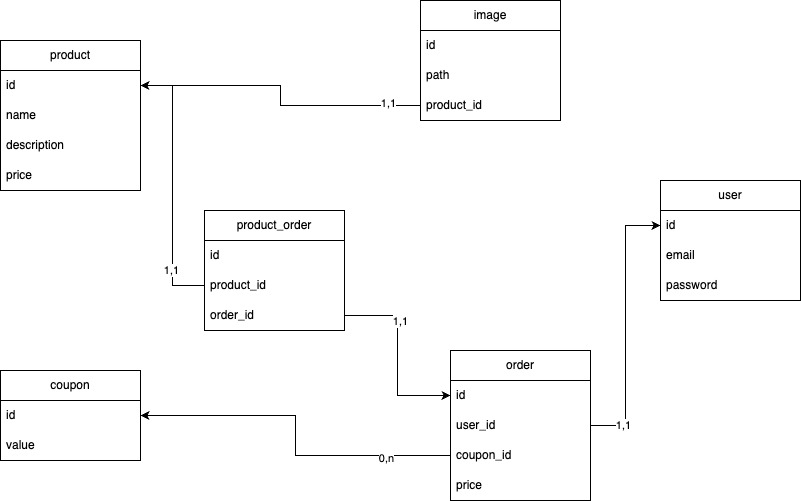 image
id
path
product_id
1,1
product
id
name
description
price
1,1
product_order
id
product_id
order_id
1,1
user
id
email
password
1,1
order
id
user_id
coupon_id
price
0,n
coupon
id
value